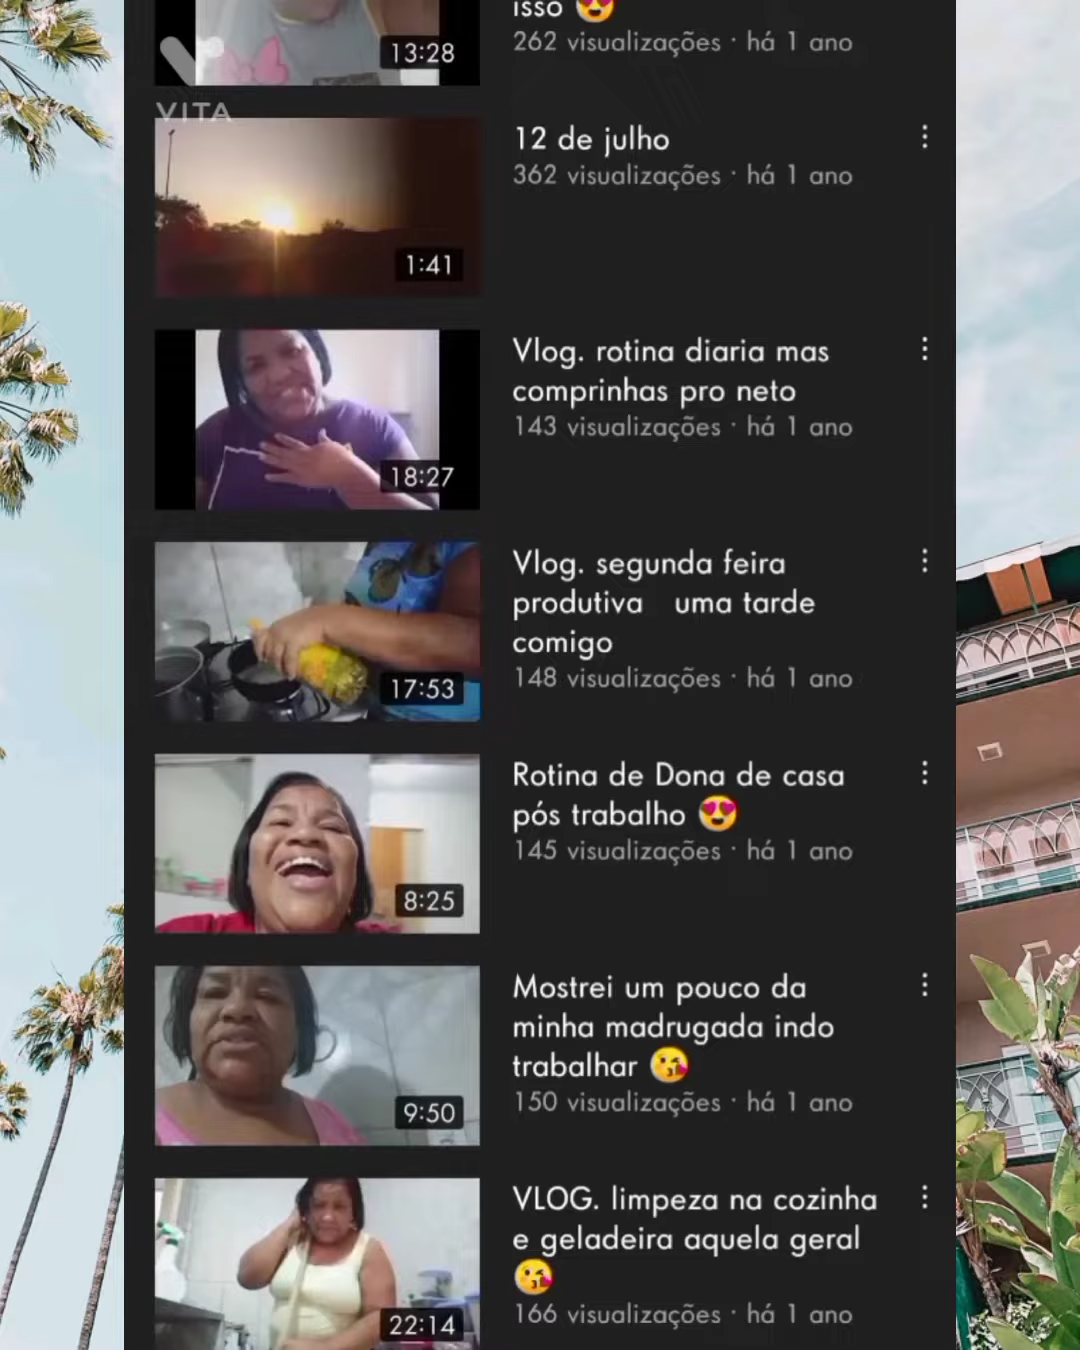 isso 😍
262 visualizações · há 1 ano
13:28
VITA
12 de julho
362 visualizações · há 1 ano
1:41
Vlog. rotina diaria mas
comprinhas pro neto
143 visualizações · há 1 ano
18:27
Vlog. segunda feira
produtiva uma tarde
comigo
148 visualizações · há 1 ano
17:53
Rotina de Dona de casa
pós trabalho 😍
145 visualizações · há 1 ano
8:25
Mostrei um pouco da
minha madrugada indo
trabalhar 😘
150 visualizações · há 1 ano
9:50
VLOG. limpeza na cozinha
e geladeira aquela geral
😘
166 visualizações · há 1 ano
22:14